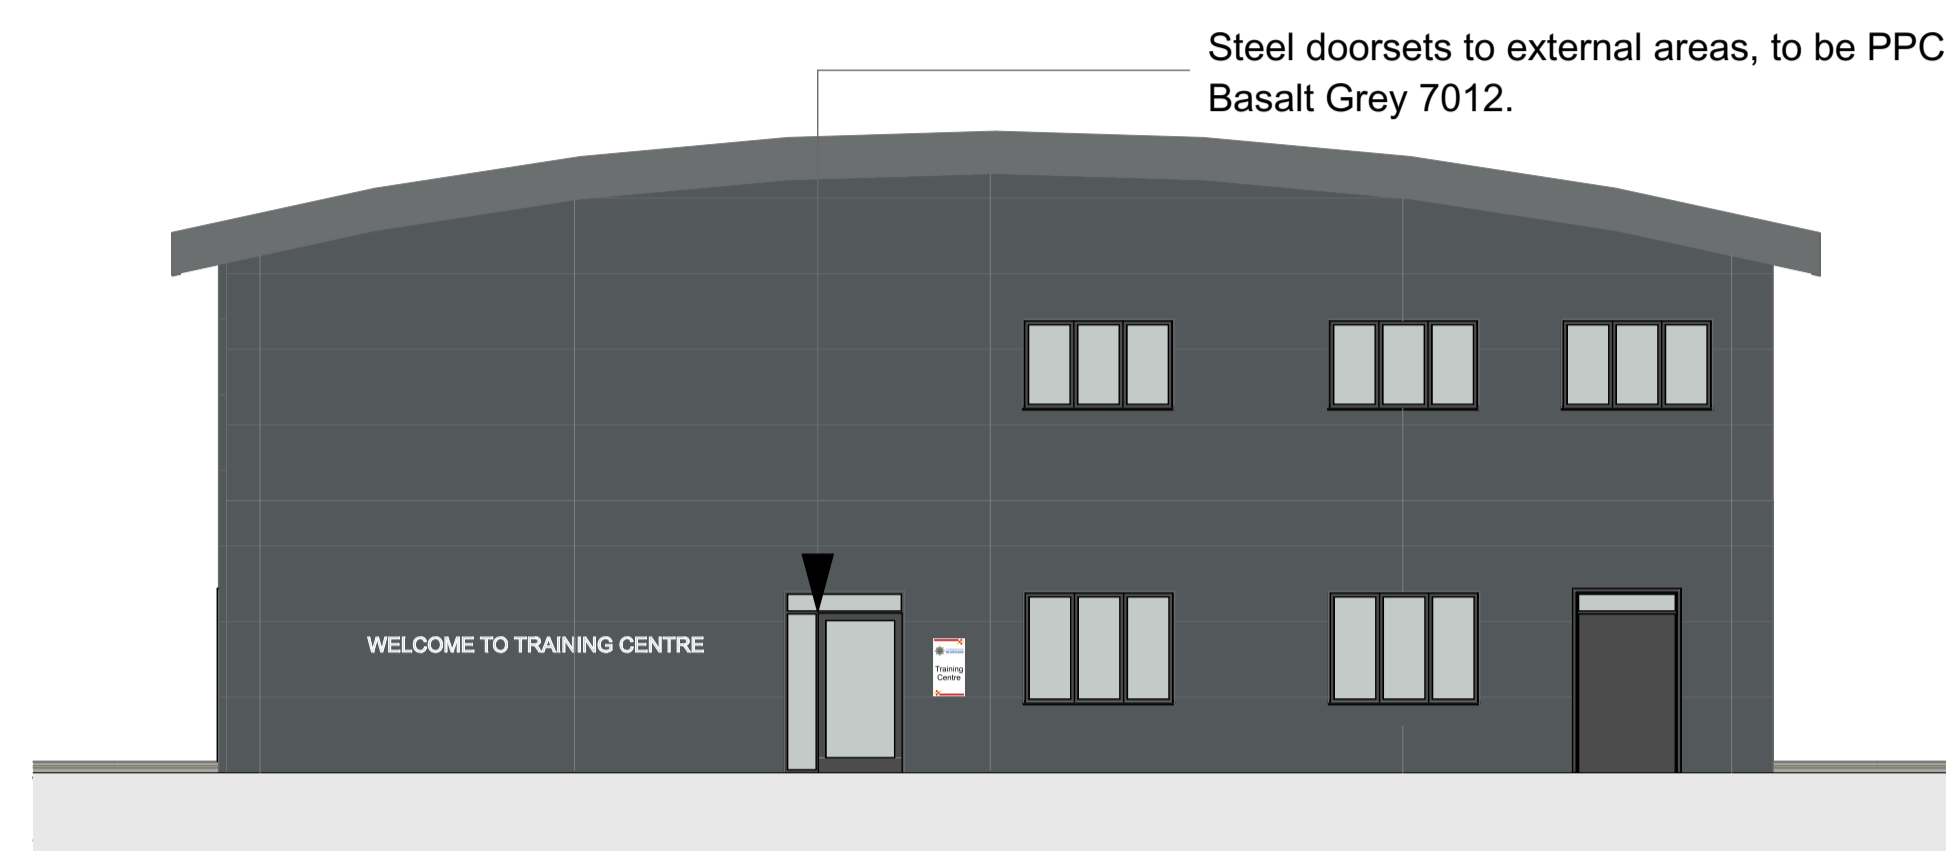 Steel doorsets to external areas, to be PPC
Basalt Grey 7012.
WELCOME TO TRAINING CENTRE
Training
Centre